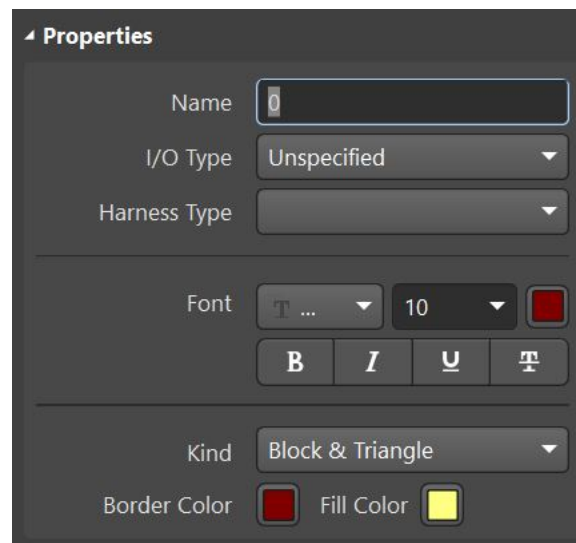 Properties
Name 0
I/O Type Unspecified
Harness Type
Font T ... 10
B I U T
Kind Block & Triangle
Border Color Fill Color